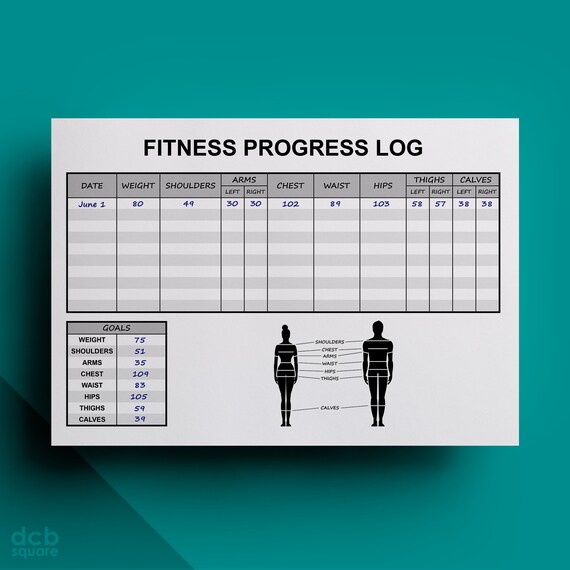 FITNESS PROGRESS LOG
DATE WEIGHT SHOULDERS ARMS CHEST WAIST HIPS THIGHS CALVES
LEFT RIGHT LEFT RIGHT LEFT RIGHT
June 1 80 49 30 30 102 89 103 58 57 38 38
GOALS
WEIGHT 75
SHOULDERS 51
ARMS 35
CHEST 109
WAIST 83
HIPS 105
THIGHS 59
CALVES 39
SHOULDERS
CHEST
ARMS
WAIST
HIPS
THIGHS
CALVES
dcb
square